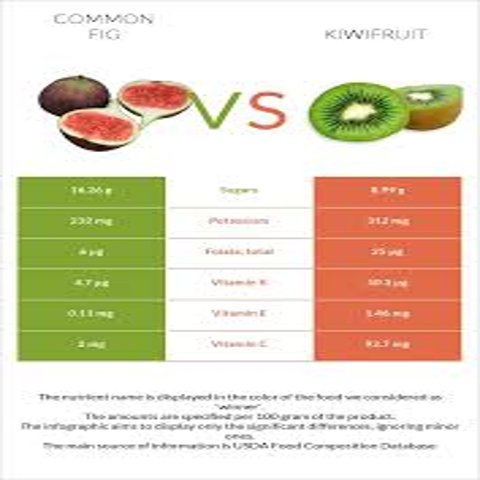 COMMON
FIG
KIWIFRUIT
VS
16.26 g Sugars 8.99 g
232 mg Potassium 312 mg
6 µg Folate, total 25 µg
4.7 µg Vitamin K 40.3 µg
0.11 mg Vitamin E 1.46 mg
2 mg Vitamin C 92.7 mg
The nutrient name is displayed in the color of the food we considered as
"winner".
The amounts are specified per 100 gram of the product.
The infographic aims to display only the significant differences, ignoring minor
ones.
The main source of information is USDA Food Composition Database